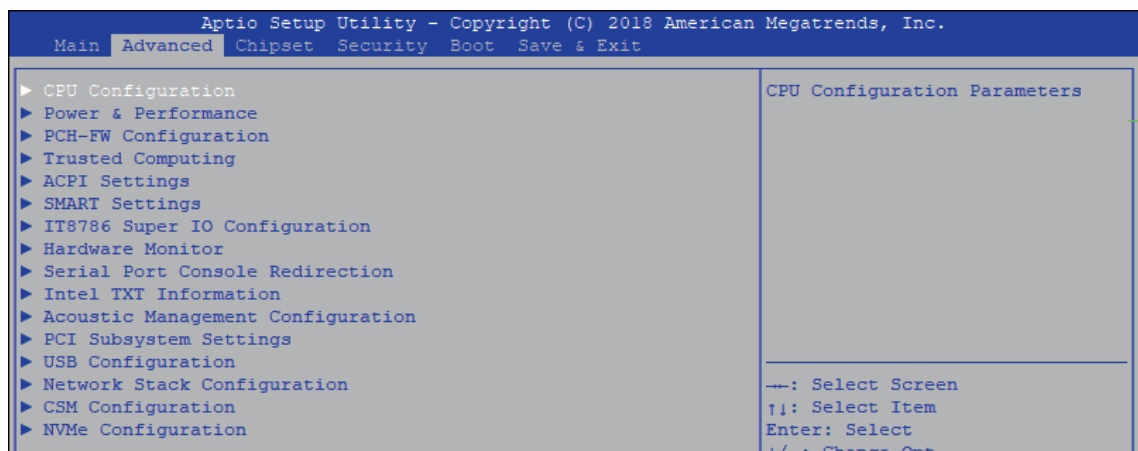 Aptio Setup Utility - Copyright (C) 2018 American Megatrends, Inc.
Main Advanced Chipset Security Boot Save & Exit
► CPU Configuration
► Power & Performance
► PCH-FW Configuration
► Trusted Computing
► ACPI Settings
► SMART Settings
► IT8786 Super IO Configuration
► Hardware Monitor
► Serial Port Console Redirection
► Intel TXT Information
► Acoustic Management Configuration
► PCI Subsystem Settings
► USB Configuration
► Network Stack Configuration
► CSM Configuration
► NVMe Configuration
CPU Configuration Parameters
→←: Select Screen
↑↓: Select Item
Enter: Select
+/-: Change Opt.